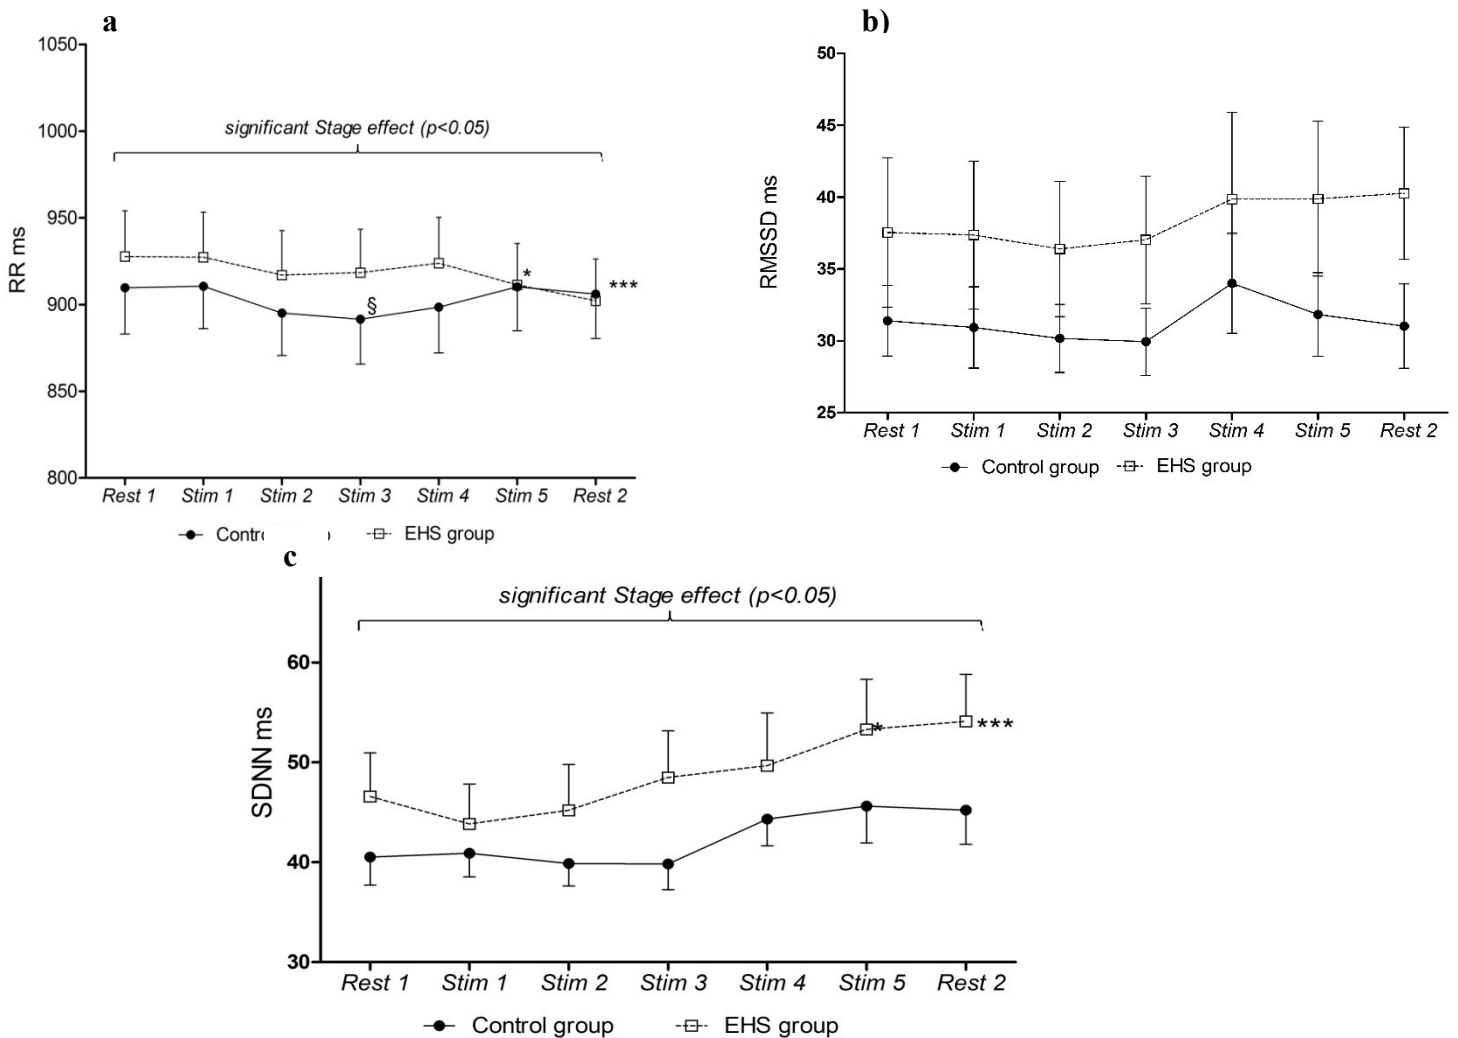 a
1050
1000
950
900
850
800
RR ms
significant Stage effect (p<0.05)
§
*
***
Rest 1 Stim 1 Stim 2 Stim 3 Stim 4 Stim 5 Rest 2
EHS group
b)
50
45
40
35
30
25
RMSSD ms
Rest 1 Stim 1 Stim 2 Stim 3 Stim 4 Stim 5 Rest 2
Control group EHS group
c
significant Stage effect (p<0.05)
60
50
40
30
SDNN ms
*
***
Rest 1 Stim 1 Stim 2 Stim 3 Stim 4 Stim 5 Rest 2
Control group EHS group